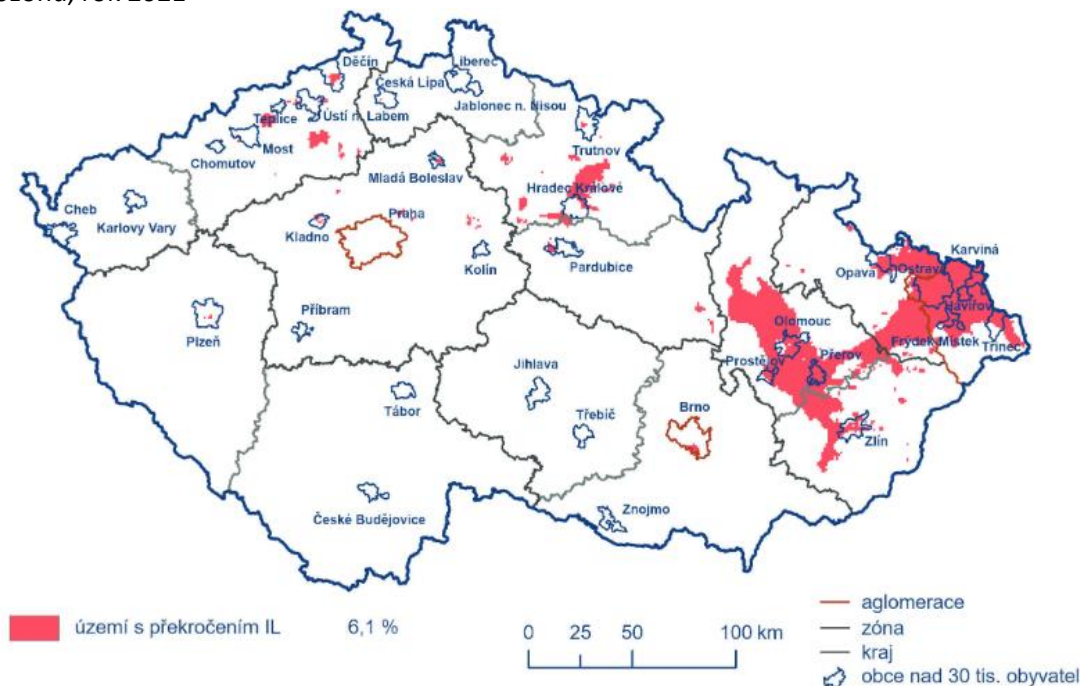 rok 2021
Děčín
Liberec
Česká Lípa
Jablonec n. Nisou
Teplice
Ústí n. Labem
Most
Trutnov
Chomutov
Mladá Boleslav
Hradec Králové
Cheb
Karlovy Vary
Praha
Kladno
Kolín
Pardubice
Karviná
Opava
Ostrava
Havířov
Plzeň
Příbram
Olomouc
Frýdek Místek
Třinec
Prostějov
Přerov
Jihlava
Tábor
Třebíč
Brno
Zlín
České Budějovice
Znojmo
území s překročením IL 6,1 %
0 25 50 100 km
aglomerace
zóna
kraj
obce nad 30 tis. obyvatel